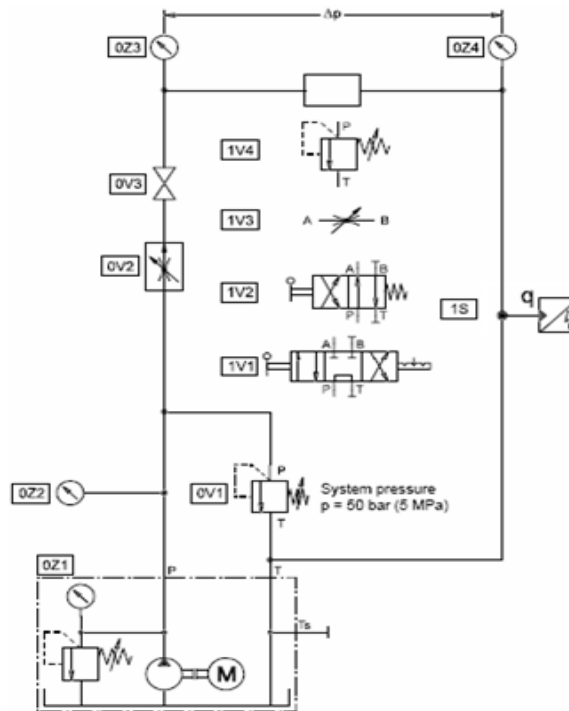 Δp
0Z3
0Z4
1V4
P
T
0V3
1V3
A
B
0V2
1V2
A
B
P
T
1S
q
1V1
A
B
P
T
0Z2
0V1
P
T
System pressure
p = 50 bar (5 MPa)
0Z1
P
T
Ts
M